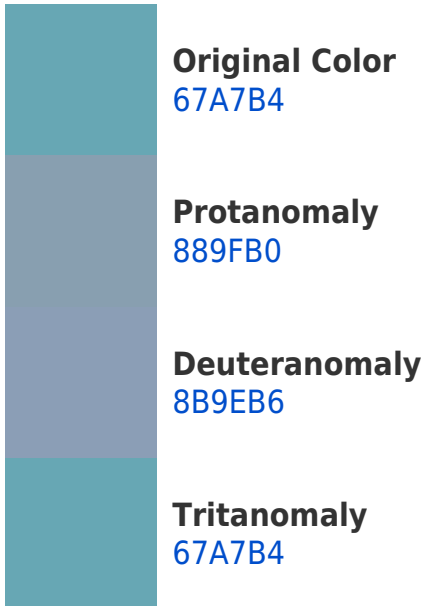 Original Color
67A7B4
Protanomaly
889FB0
Deuteranomaly
8B9EB6
Tritanomaly
67A7B4